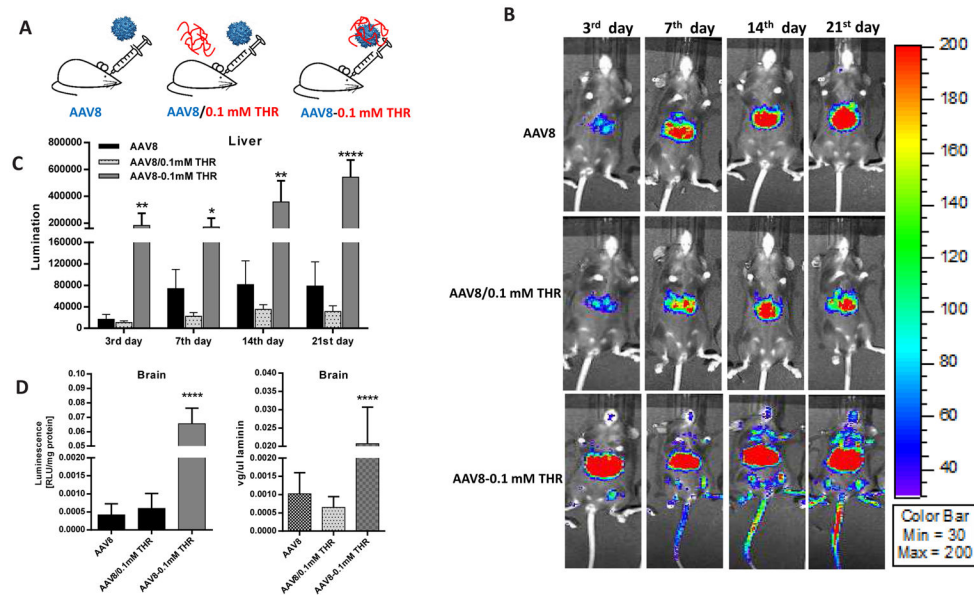 A
AAV8
AAV8/0.1 mM THR
AAV8-0.1 mM THR
B
3rd day
7th day
14th day
21st day
AAV8
AAV8/0.1 mM THR
AAV8-0.1 mM THR
200
180
160
140
120
100
80
60
40
Color Bar
Min = 30
Max = 200
C
Liver
AAV8
AAV8/0.1mM THR
AAV8-0.1mM THR
Lumination
800000
600000
400000
200000
160000
120000
80000
40000
0
**
*
**
****
3rd day
7th day
14th day
21st day
D
Brain
Luminescence
[RLU/mg protein]
0.10
0.09
0.08
0.07
0.06
0.05
0.0020
0.0015
0.0010
0.0005
0.0000
****
AAV8
AAV8/0.1mM THR
AAV8-0.1mM THR
Brain
vg/ul laminin
0.040
0.035
0.030
0.025
0.020
0.0020
0.0015
0.0010
0.0005
0.0000
****
AAV8
AAV8/0.1mM THR
AAV8-0.1mM THR